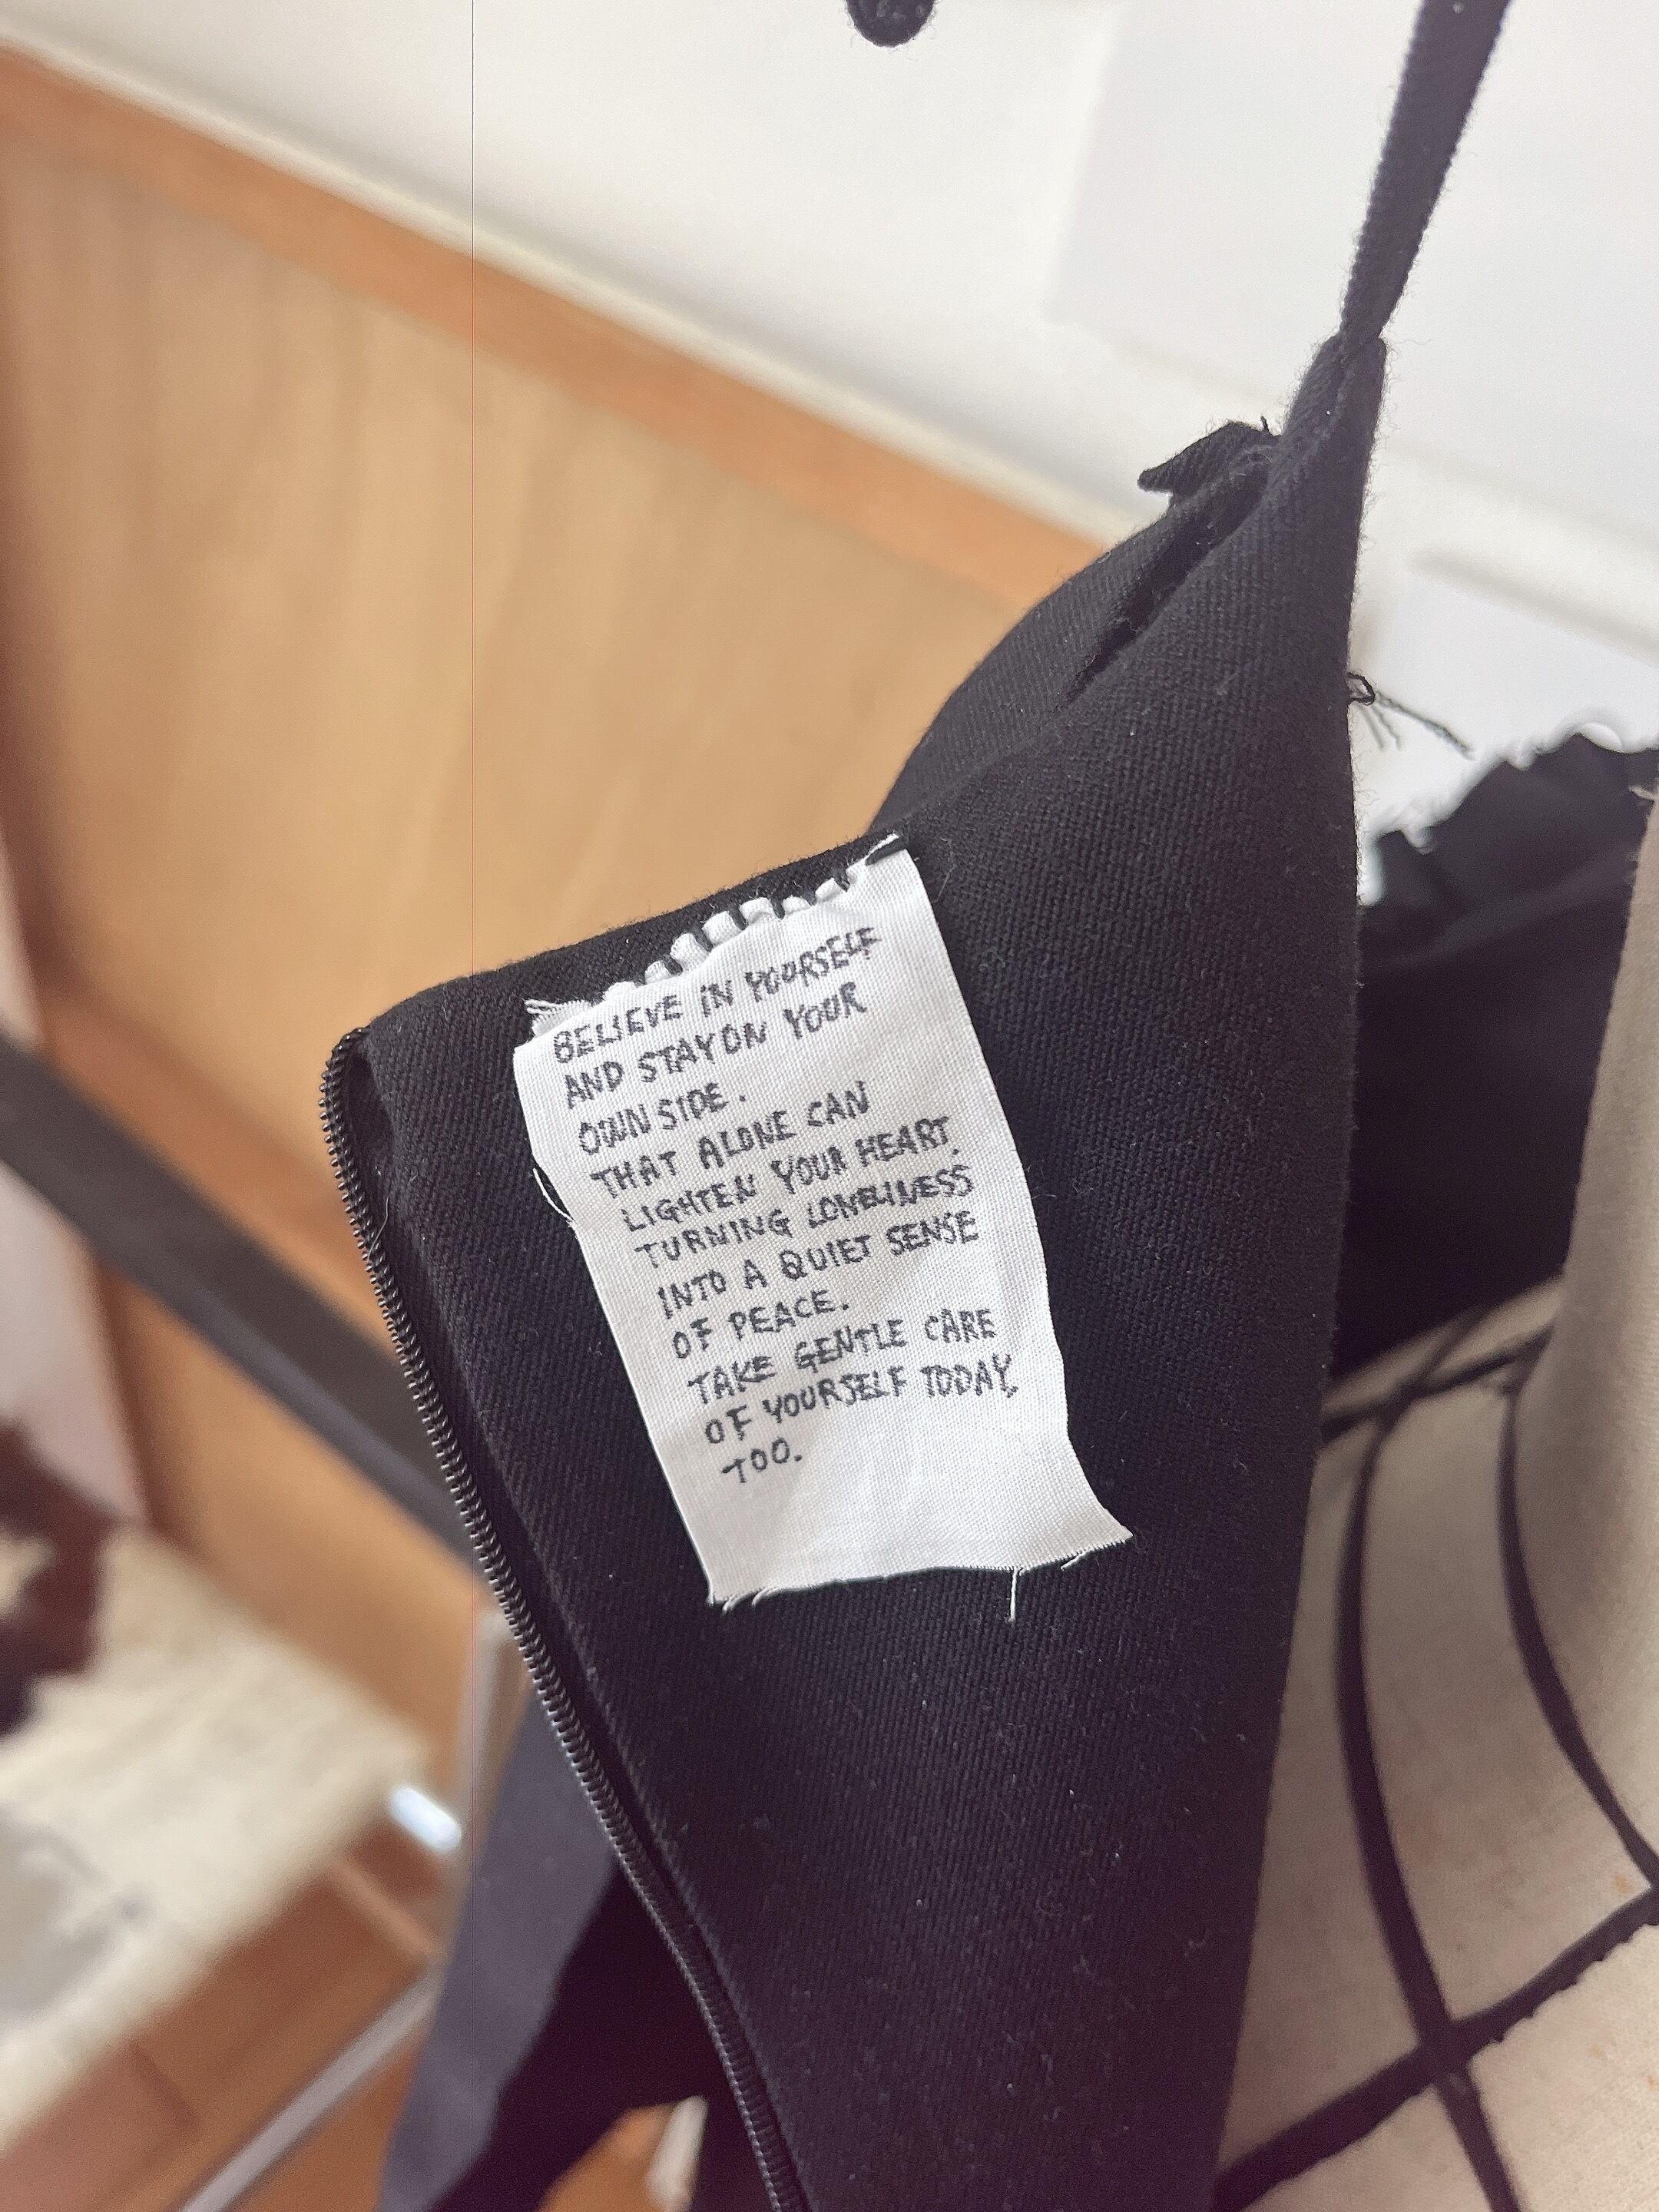 BELIEVE IN YOURSELF
AND STAY ON YOUR
OWN SIDE.
THAT ALONE CAN
LIGHTEN YOUR HEART,
TURNING LONELINESS
INTO A QUIET SENSE
OF PEACE.
TAKE GENTLE CARE
OF YOURSELF TODAY,
TOO.